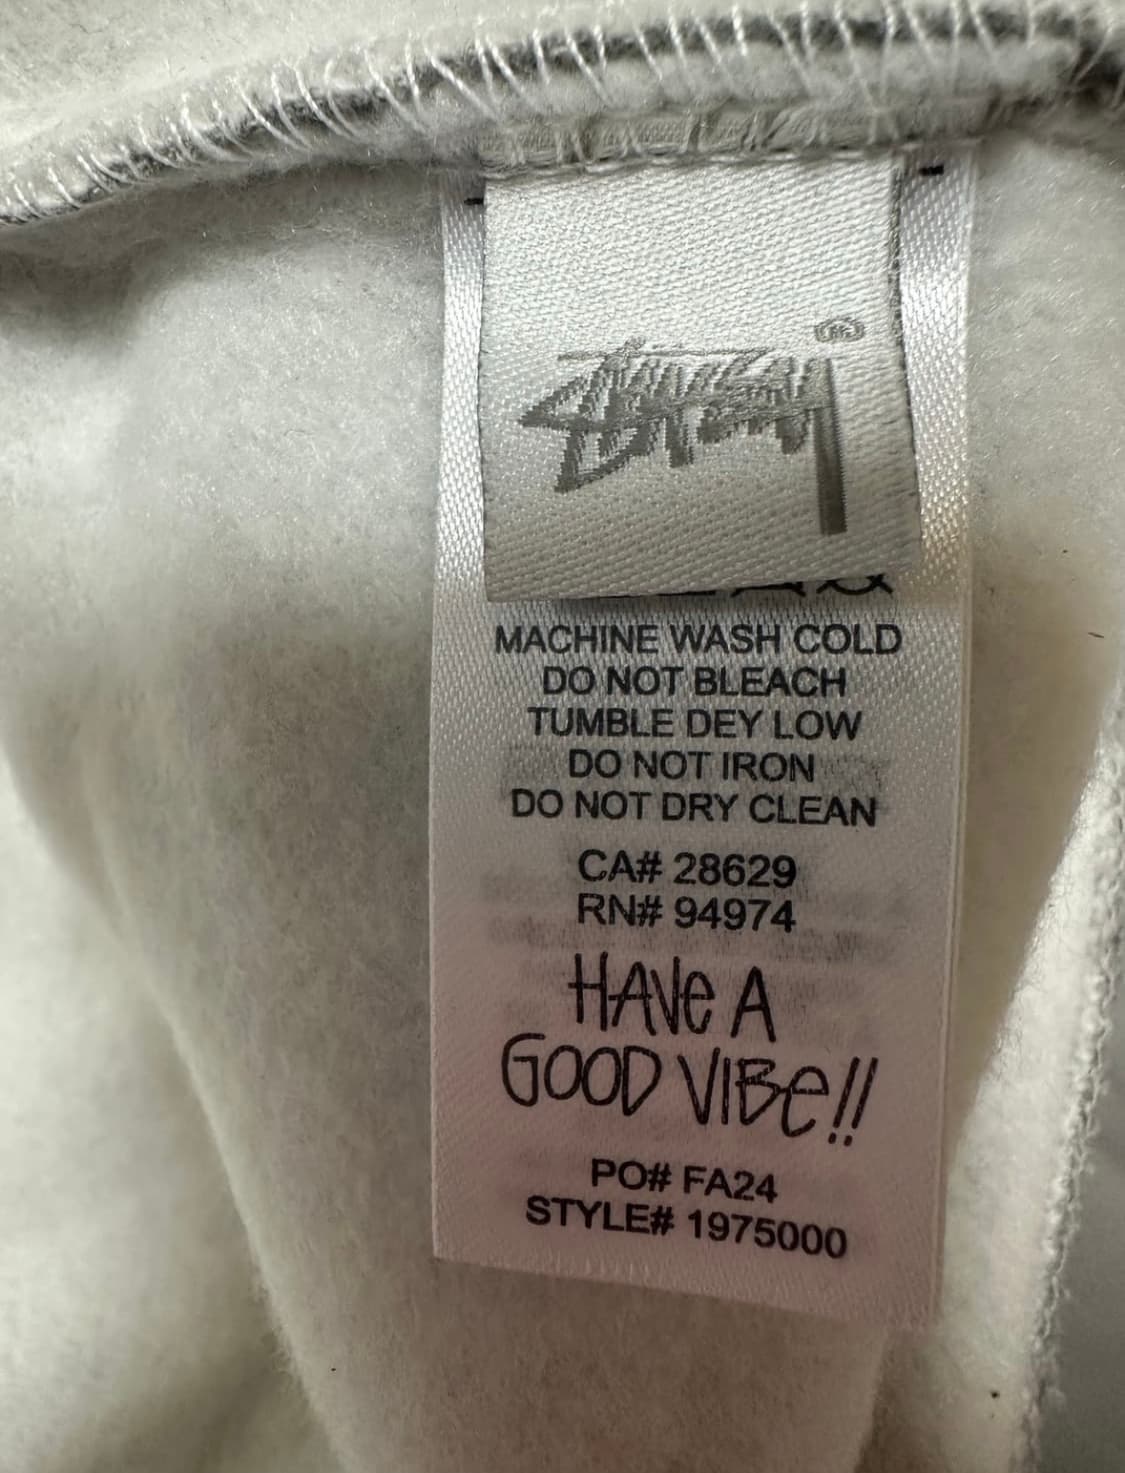 Stüssy ®
MACHINE WASH COLD
DO NOT BLEACH
TUMBLE DEY LOW
DO NOT IRON
DO NOT DRY CLEAN
CA# 28629
RN# 94974
HAVe A
GOOD VIBe!!
PO# FA24
STYLE# 1975000